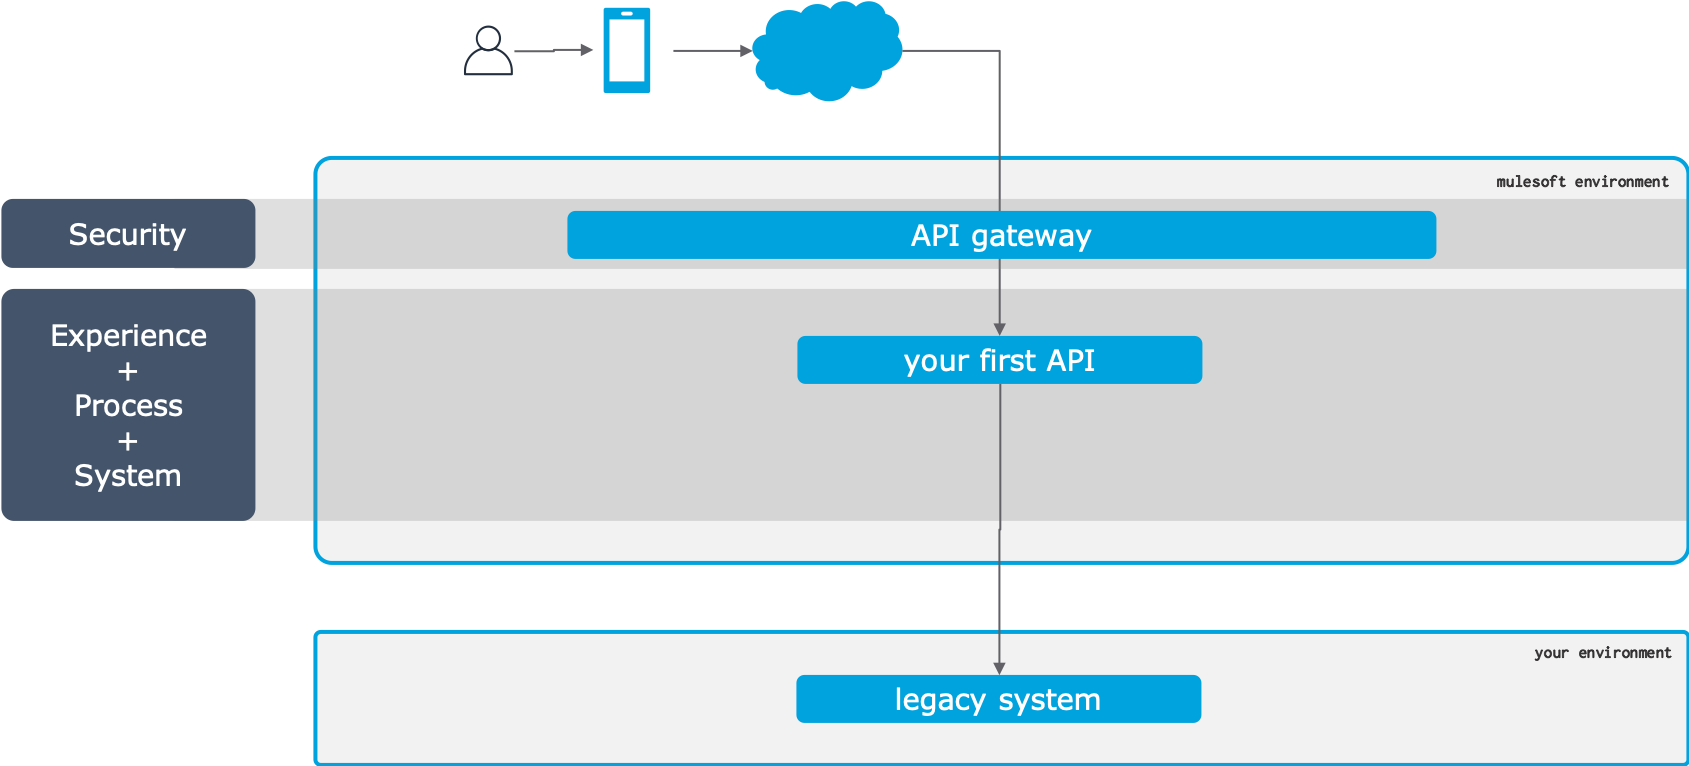 mulesoft environment
Security
API gateway
Experience
+
Process
+
System
your first API
your environment
legacy system